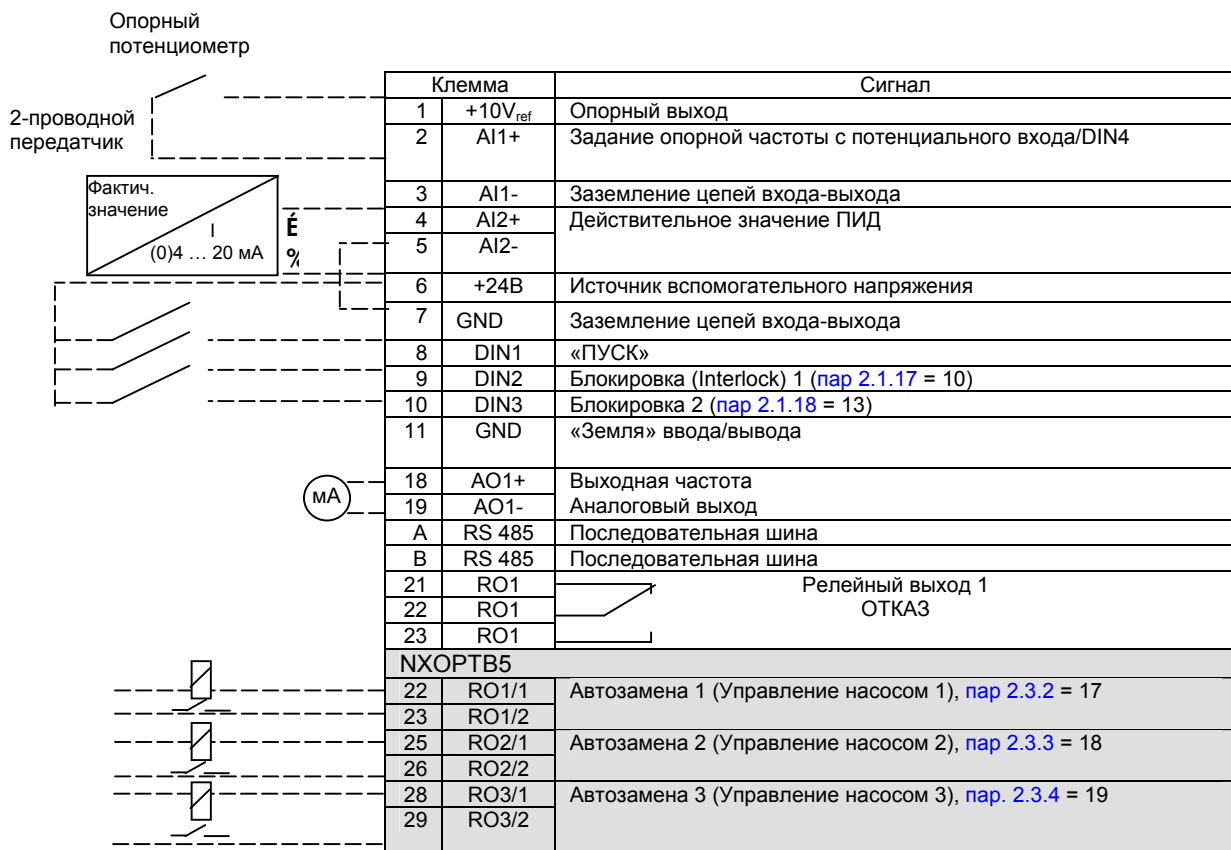 Опорный
потенциометр
2-проводной
передатчик
Фактич.
значение
I
(0)4 … 20 мА
É
%
мА
Клемма Сигнал
1 +10Vref Опорный выход
2 AI1+ Задание опорной частоты с потенциального входа/DIN4
3 AI1- Заземление цепей входа-выхода
4 AI2+ Действительное значение ПИД
5 AI2-
6 +24В Источник вспомогательного напряжения
7 GND Заземление цепей входа-выхода
8 DIN1 «ПУСК»
9 DIN2 Блокировка (Interlock) 1 (пар 2.1.17 = 10)
10 DIN3 Блокировка 2 (пар 2.1.18 = 13)
11 GND «Земля» ввода/вывода
18 AO1+ Выходная частота
19 AO1- Аналоговый выход
A RS 485 Последовательная шина
B RS 485 Последовательная шина
21 RO1 Релейный выход 1
22 RO1 ОТКАЗ
23 RO1
NXOPTB5
22 RO1/1 Автозамена 1 (Управление насосом 1), пар 2.3.2 = 17
23 RO1/2
25 RO2/1 Автозамена 2 (Управление насосом 2), пар 2.3.3 = 18
26 RO2/2
28 RO3/1 Автозамена 3 (Управление насосом 3), пар. 2.3.4 = 19
29 RO3/2